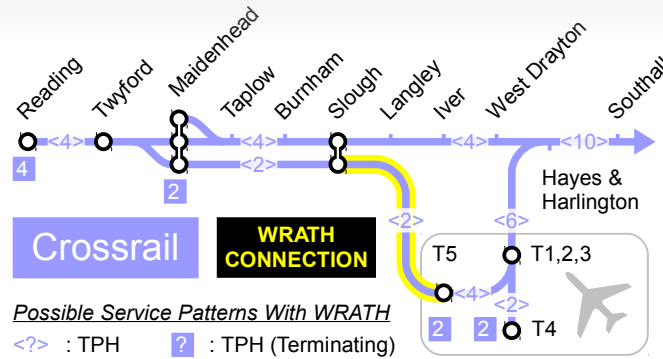 Reading
Twyford
Maidenhead
Taplow
Burnham
Slough
Langley
Iver
West Drayton
Southall
<4>
<4>
<4>
<10>
4
2
<2>
Hayes &
Harlington
Crossrail
WRATH
CONNECTION
<2>
<6>
T5
T1,2,3
<4>
<2>
2
2
T4
Possible Service Patterns With WRATH
<?> : TPH
? : TPH (Terminating)